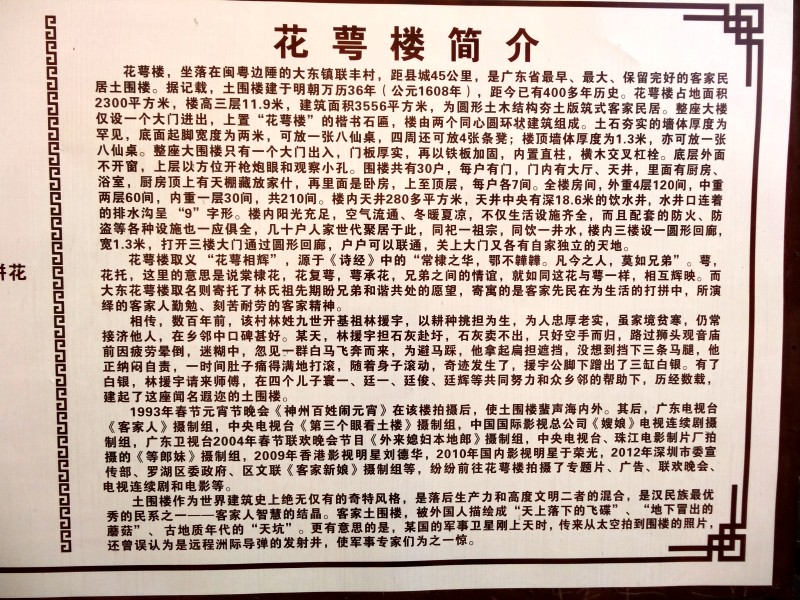 花萼楼简介
花萼楼，坐落在闽粤边陲的大东镇联丰村，距县城45公里，是广东省最早、最大、保留完好的客家民
居土围楼。据记载，土围楼建于明朝万历36年（公元1608年），距今已有400多年历史。花萼楼占地面积
2300平方米，楼高三层11.9米，建筑面积3556平方米，为圆形土木结构夯土版筑式客家民居。整座大楼
仅设一个大门进出，上置“花萼楼”的楷书石匾，楼由两个同心圆环状建筑组成。土石夯实的墙体厚度为
罕见，底面起脚宽度为两米，可放一张八仙桌，四周还可放4张条凳；楼顶墙体厚度为1.3米，亦可放一张
八仙桌。整座大围楼只有一个大门出入，门板厚实，再以铁板加固，内置直柱，横木交叉杠栓。底层外面
不开窗，上层以方位开枪炮眼和观察小孔。围楼共有30户，每户有门，门内有大厅、天井，里面有厨房、
浴室，厨房顶上有天棚藏放家什，再里面是卧房，上至顶层，每户各7间。全楼房间，外重4层120间，中重
两层60间，内重一层30间，共210间。楼内天井280多平方米，天井中央有深18.6米的饮水井，水井口连着
的排水沟呈“9”字形。楼内阳光充足，空气流通、冬暖夏凉，不仅生活设施齐全，而且配套的防火、防
盗等各种设施也一应俱全，几十户人家世代聚居于此，同祀一祖宗，同饮一井水，楼内三楼设一圆形回廊，
宽1.3米，打开三楼大门通过圆形回廊，户户可以联通，关上大门又各有自家独立的天地。
花萼楼取义“花萼相辉”，源于《诗经》中的“常棣之华，鄂不韡韡。凡今之人，莫如兄弟”。萼，
花托，这里的意思是说棠棣花，花复萼，萼承花，兄弟之间的情谊，就如同这花与萼一样，相互辉映。而
大东花萼楼取名则寄托了林氏祖先期盼兄弟和谐共处的愿望，寄寓的是客家先民在为生活的打拼中，所演
绎的客家人勤勉、刻苦耐劳的客家精神。
相传，数百年前，该村林姓九世开基祖林援宇，以耕种挑担为生，为人忠厚老实，虽家境贫寒，仍常
接济他人，在乡邻中口碑甚好。某天，林援宇担石灰赴圩，石灰卖不出，只好空手而归，路过狮头观音庙
前因疲劳晕倒，迷糊中，忽见一群白马飞奔而来，为避马踩，他拿起扁担遮挡，没想到挡下三条马腿，他
正纳闷自责，一时间肚子痛得满地打滚，随着身子滚动，奇迹发生了，援宇公脚下蹭出了三缸白银。有了
白银，林援宇请来师傅，在四个儿子寰一、廷一、廷俊、廷辉等共同努力和众乡邻的帮助下，历经数载，
建起了这座闻名遐迩的土围楼。
1993年春节元宵节晚会《神州百姓闹元宵》在该楼拍摄后，使土围楼蜚声海内外。其后，广东电视台
《客家人》摄制组，中央电视台《第三个眼看土楼》摄制组，中国国际影视总公司《嫂娘》电视连续剧摄
制组，广东卫视台2004年春节联欢晚会节目《外来媳妇本地郎》摄制组，中央电视台、珠江电影制片厂拍
摄的《等郎妹》摄制组，2009年香港影视明星刘德华，2010年国内影视明星于荣光，2012年深圳市委宣
传部、罗湖区委政府、区文联《客家新娘》摄制组等，纷纷前往花萼楼拍摄了专题片、广告、联欢晚会、
电视连续剧和电影等。
土围楼作为世界建筑史上绝无仅有的奇特风格，是落后生产力和高度文明二者的混合，是汉民族最优
秀的民系之一——客家人智慧的结晶。客家土围楼，被外国人描绘成“天上落下的飞碟”、“地下冒出的
蘑菇”、古地质年代的“天坑”。更有意思的是，某国的军事卫星刚上天时，传来从太空拍到围楼的照片，
还曾误认为是远程洲际导弹的发射井，使军事专家们为之一惊。
拼花